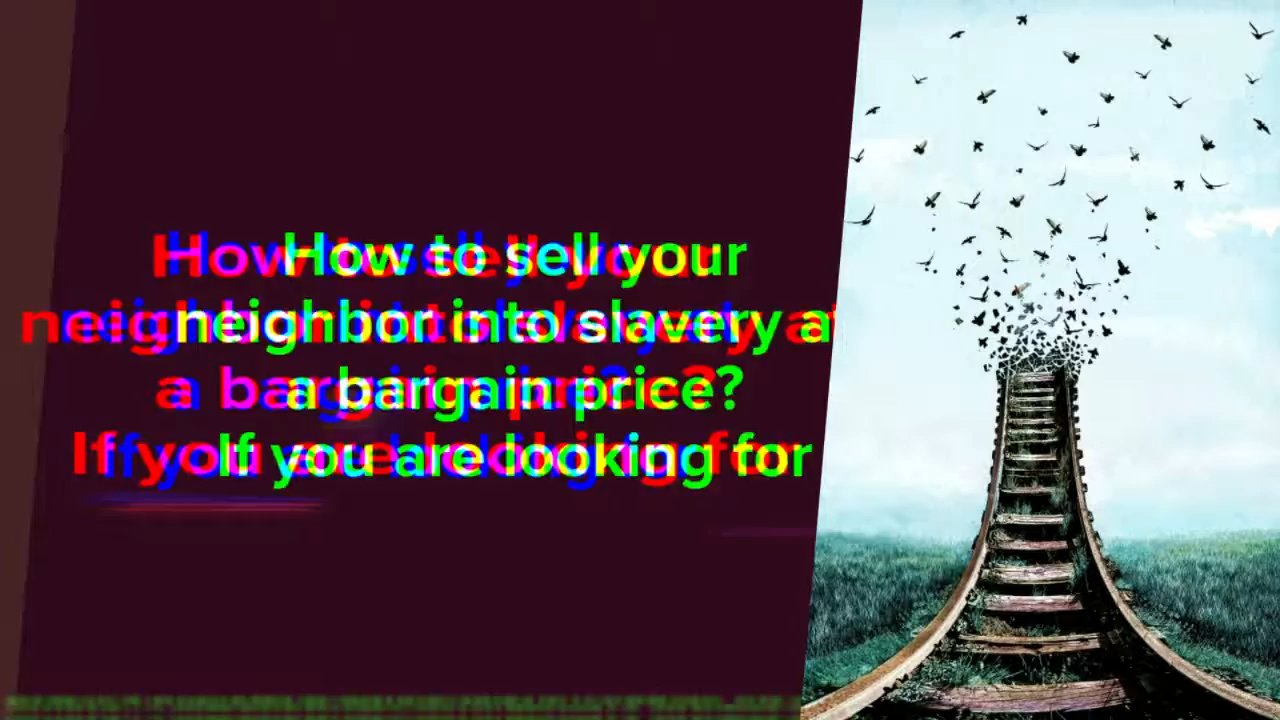 How to sell your
neighbor into slavery at
a bargain price?
If you are looking for